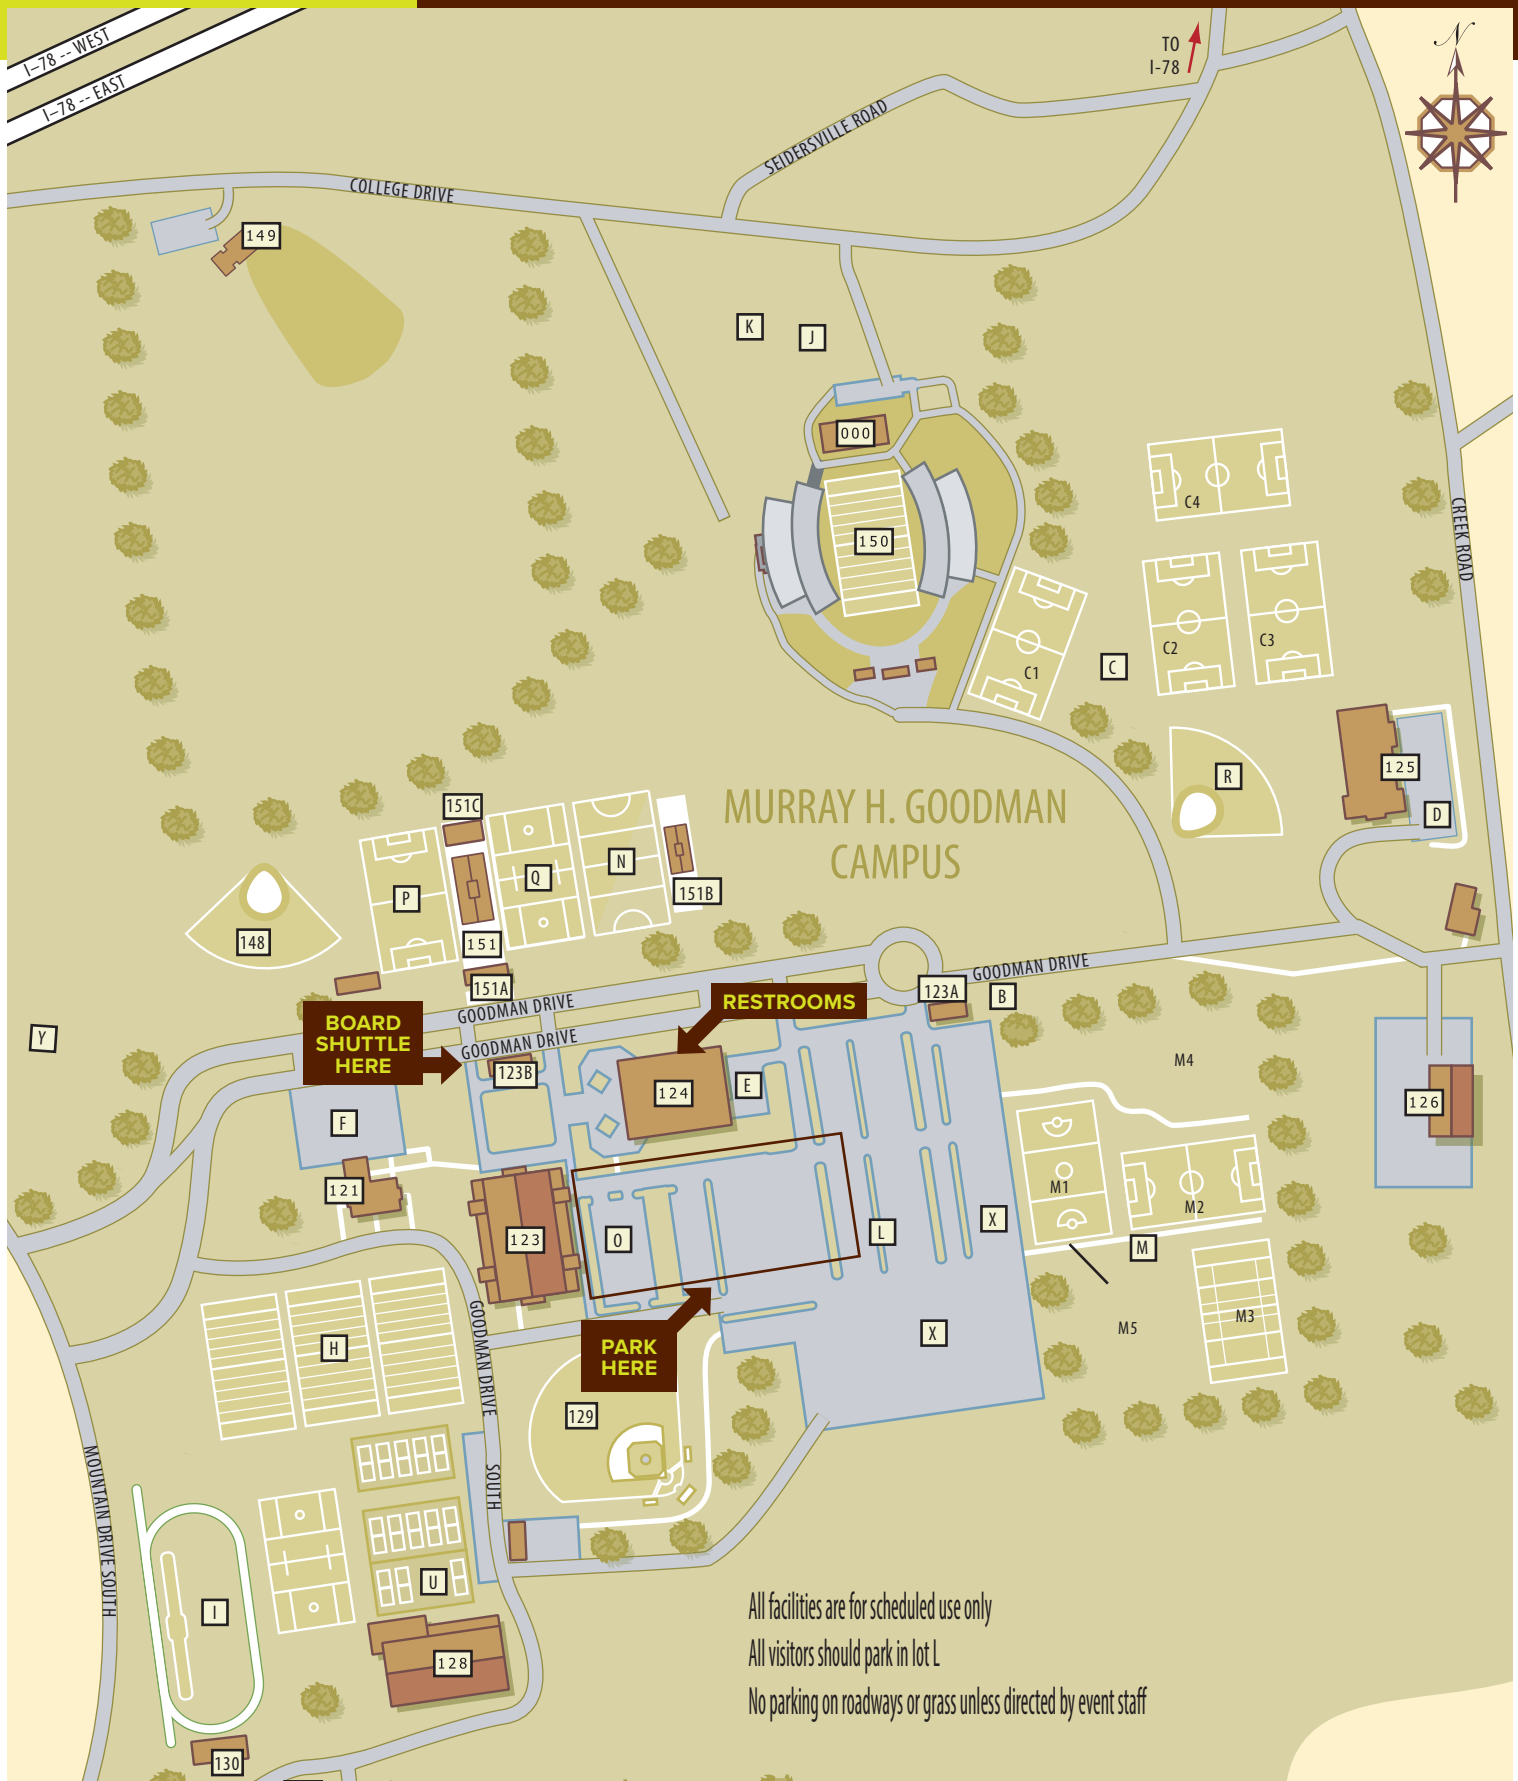 I-78 -- WEST
I-78 -- EAST
TO
I-78
N
SEIDERSVILLE ROAD
COLLEGE DRIVE
149
K
J
000
150
C4
CREEK ROAD
C1
C2
C3
C
125
D
R
MURRAY H. GOODMAN
CAMPUS
151C
P
Q
N
151B
148
151
151A
GOODMAN DRIVE
GOODMAN DRIVE
GOODMAN DRIVE
123A
B
RESTROOMS
BOARD
SHUTTLE
HERE
Y
123B
124
E
F
M4
126
121
M1
M2
123
O
L
X
M
H
GOODMAN DRIVE
SOUTH
PARK
HERE
X
M5
M3
129
MOUNTAIN DRIVE SOUTH
U
I
128
130
All facilities are for scheduled use only
All visitors should park in lot L
No parking on roadways or grass unless directed by event staff